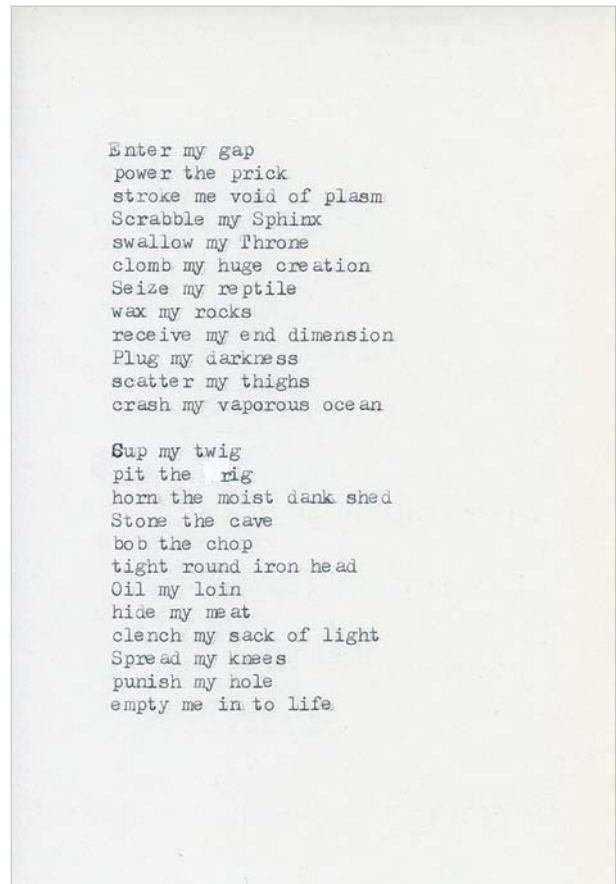 Enter my gap
power the prick
stroke me void of plasm
Scrabble my Sphinx
swallow my Throne
clomb my huge creation
Seize my reptile
wax my rocks
receive my end dimension
Plug my darkness
scatter my thighs
crash my vaporous ocean
Sup my twig
pit the rig
horn the moist dank shed
Stone the cave
bob the chop
tight round iron head
Oil my loin
hide my meat
clench my sack of light
Spread my knees
punish my hole
empty me in to life